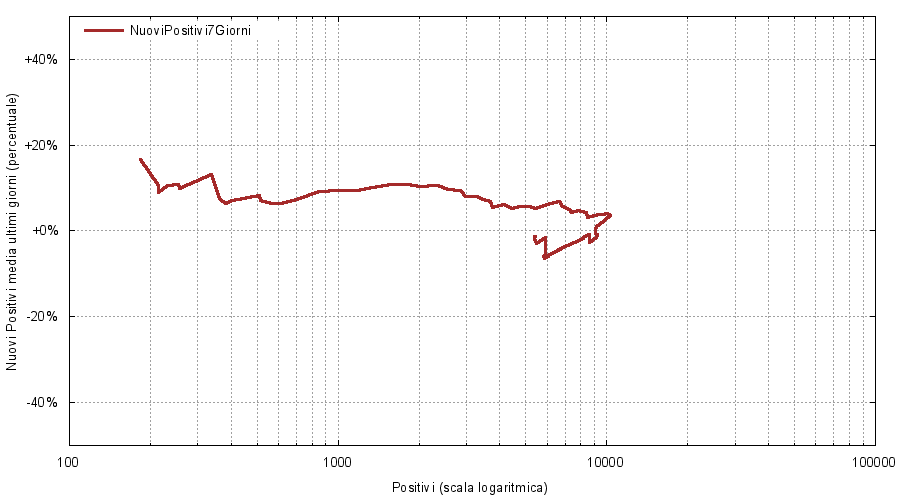 NuoviPositivi7Giorni
+40%
+20%
+0%
-20%
-40%
Nuovi Positivi media ultimi giorni (percentuale)
100 1000 10000 100000
Positivi (scala logaritmica)